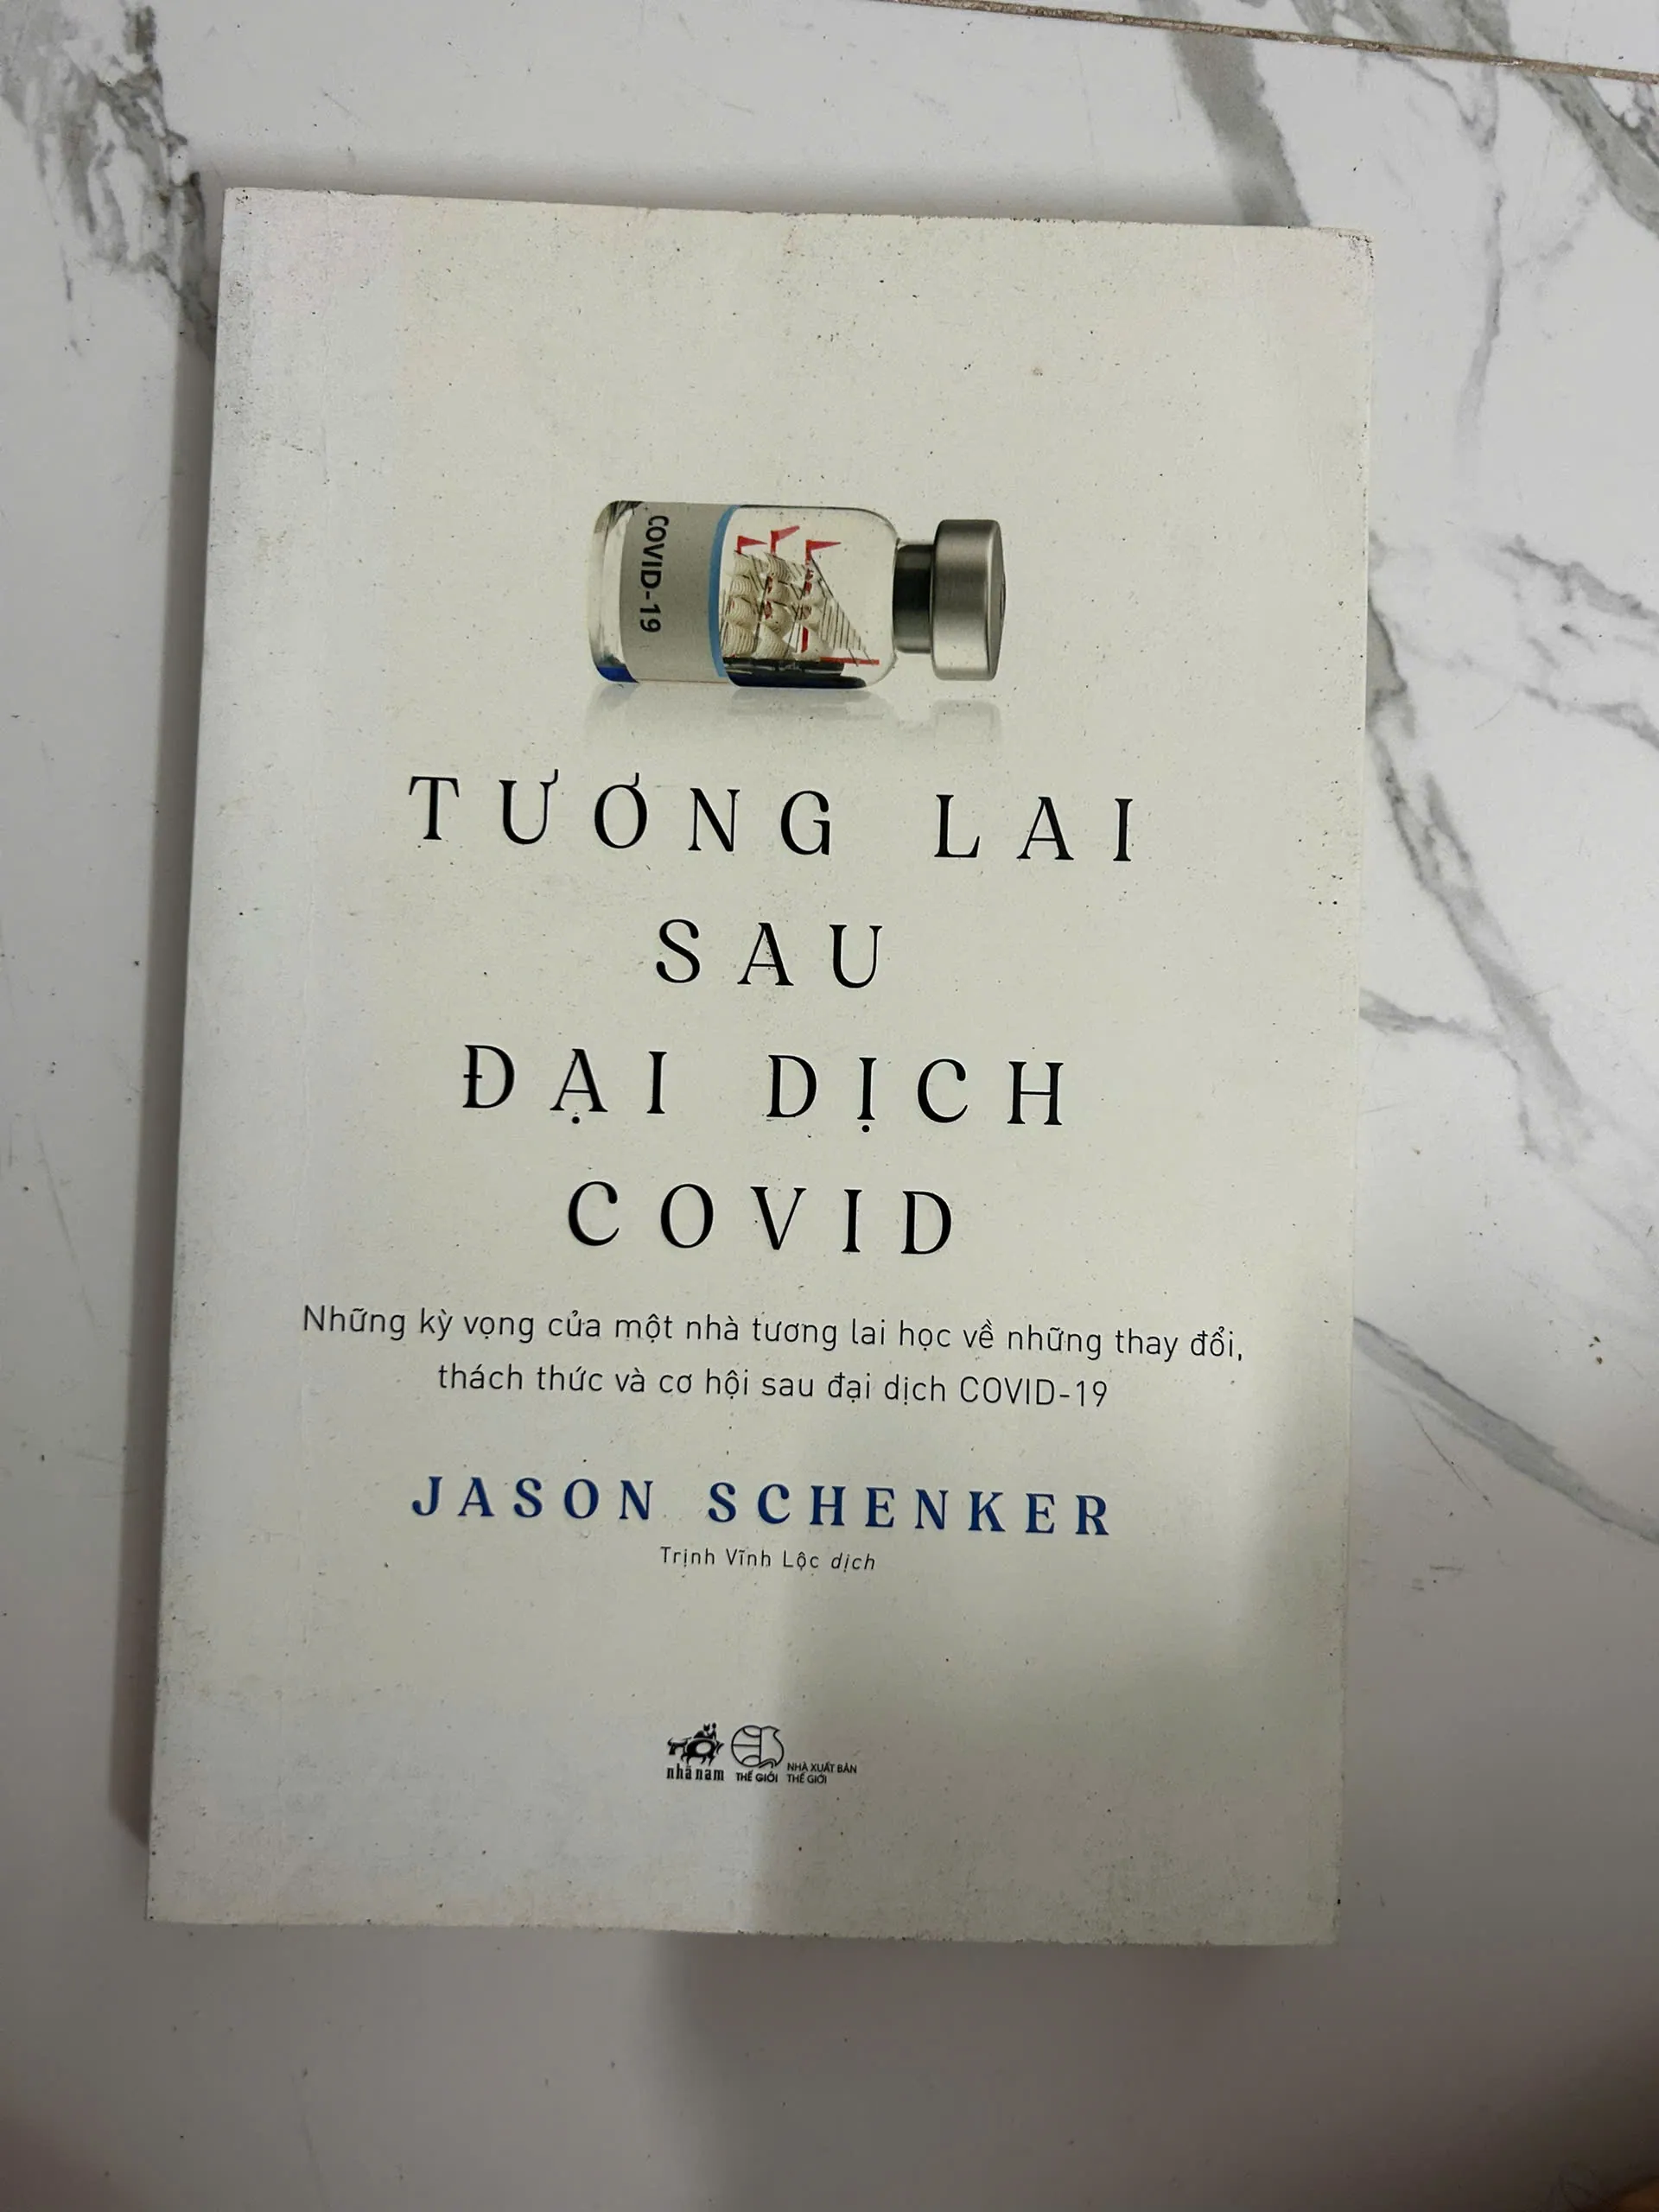 COVID-19
TƯƠNG LAI
SAU
ĐẠI DỊCH
COVID
Những kỳ vọng của một nhà tương lai học về những thay đổi,
thách thức và cơ hội sau đại dịch COVID-19
JASON SCHENKER
Trịnh Vĩnh Lộc dịch
nhã nam
THẾ GIỚI
NHÀ XUẤT BẢN
THẾ GIỚI